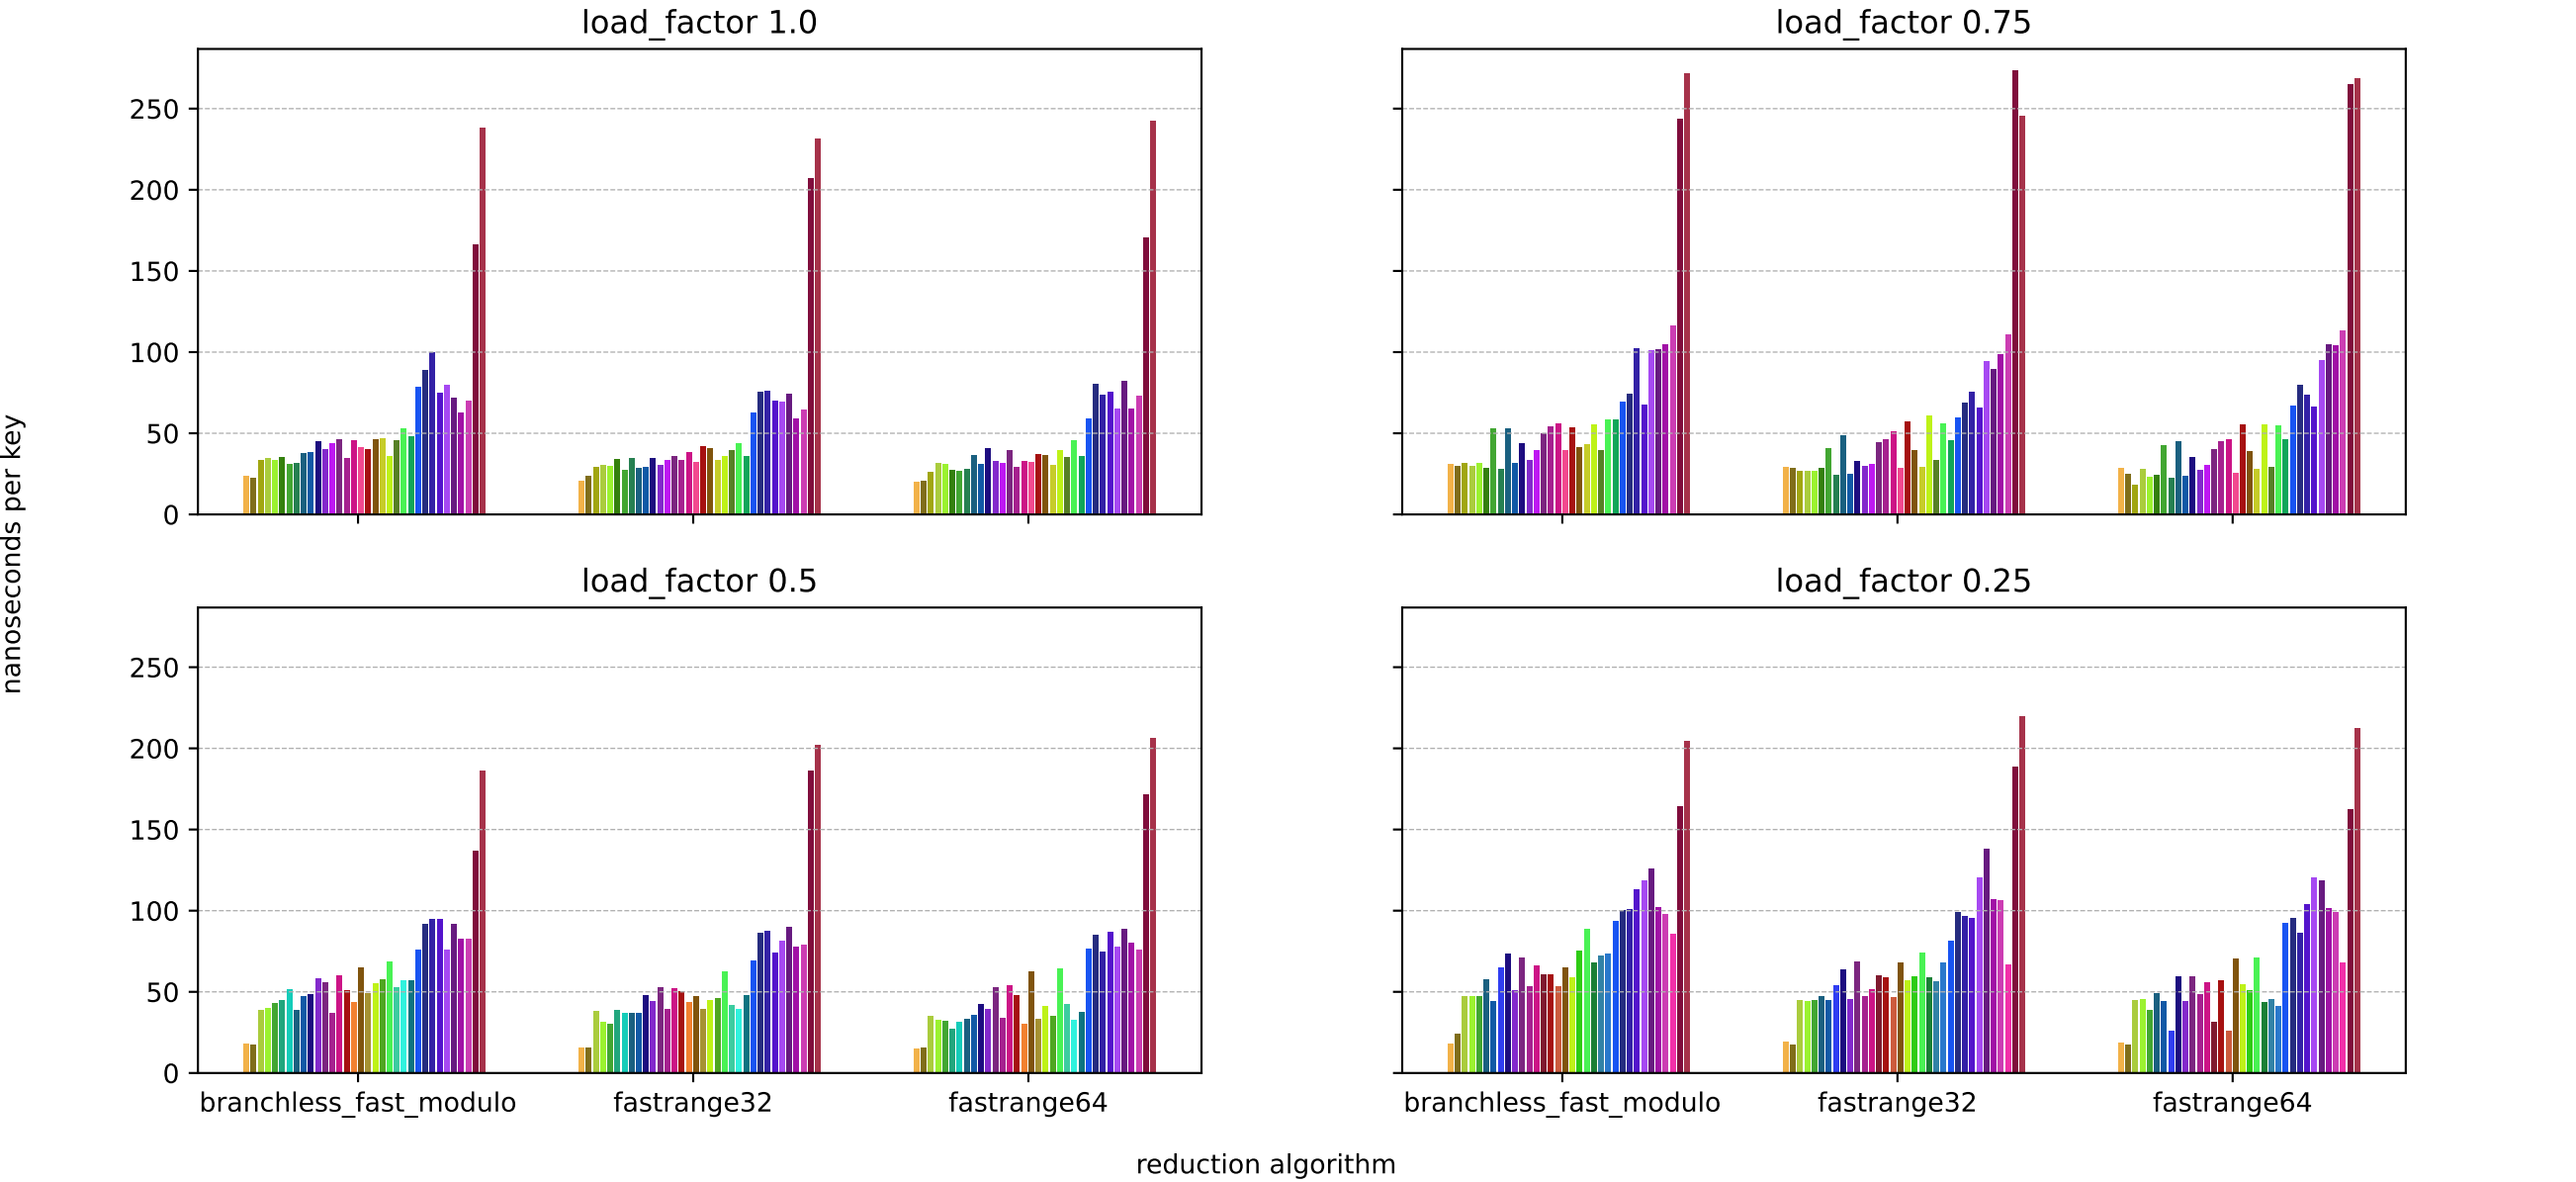 load_factor 1.0
load_factor 0.75
250
200
150
100
50
0
load_factor 0.5
load_factor 0.25
250
200
150
100
50
0
nanoseconds per key
branchless_fast_modulo
fastrange32
fastrange64
branchless_fast_modulo
fastrange32
fastrange64
reduction algorithm